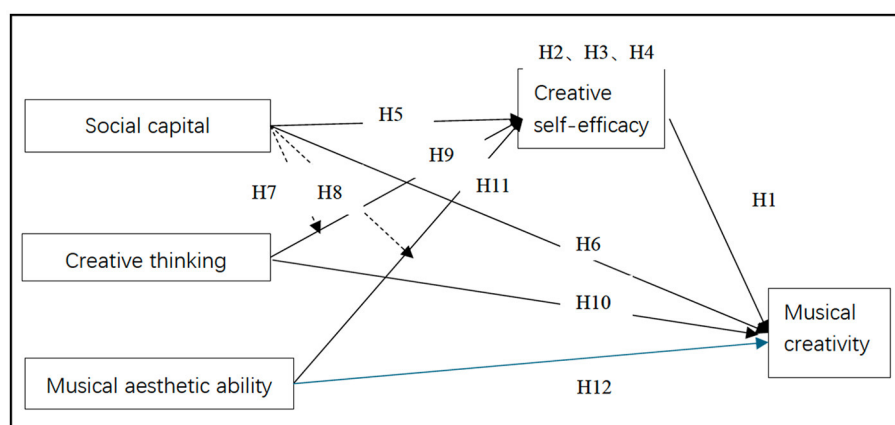 H2、H3、H4
Creative
self-efficacy
Social capital
H5
H9
H7
H8
H11
H1
H6
Creative thinking
H10
Musical
creativity
Musical aesthetic ability
H12